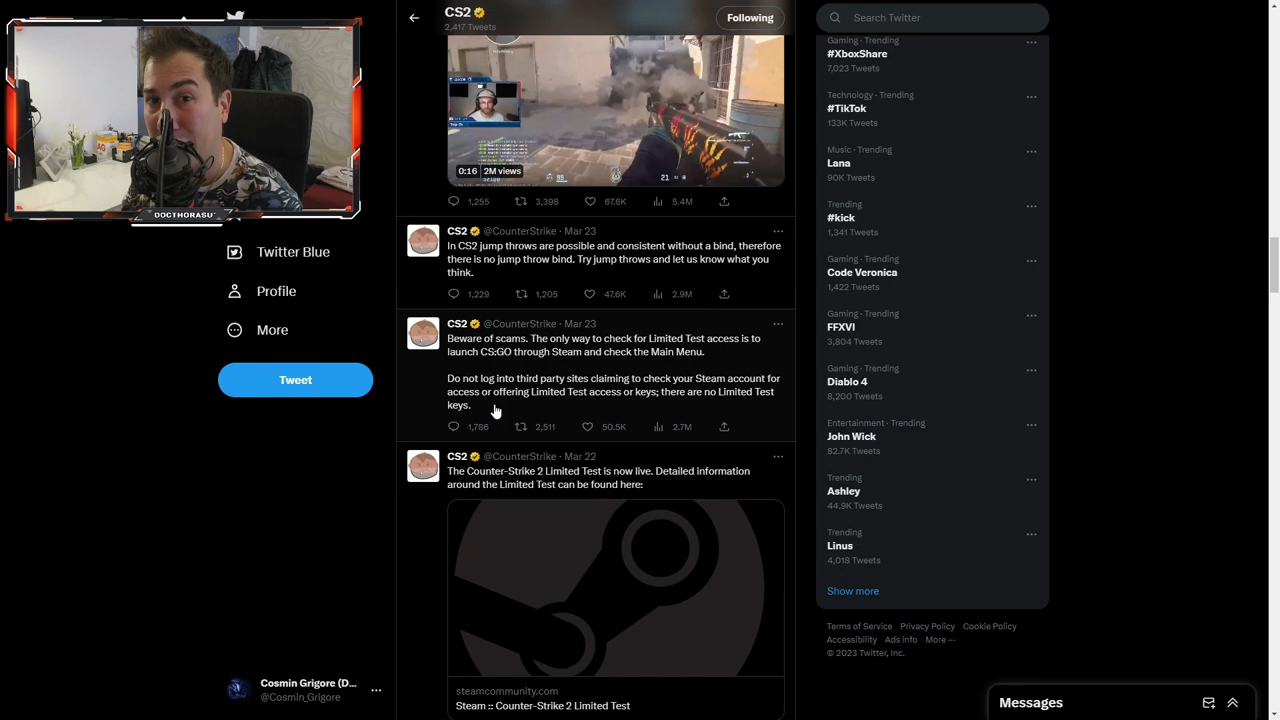 DOCTHORASU
Twitter Blue
Profile
More
Tweet
Cosmin Grigore (D...
@Cosmin_Grigore
CS2
2,417 Tweets
Following
0:16 2M views
1,255 3,398 67.6K 5.4M
CS2 @CounterStrike · Mar 23
In CS2 jump throws are possible and consistent without a bind, therefore
there is no jump throw bind. Try jump throws and let us know what you
think.
1,229 1,205 47.6K 2.9M
CS2 @CounterStrike · Mar 23
Beware of scams. The only way to check for Limited Test access is to
launch CS:GO through Steam and check the Main Menu.
Do not log into third party sites claiming to check your Steam account for
access or offering Limited Test access or keys; there are no Limited Test
keys.
1,786 2,511 50.5K 2.7M
CS2 @CounterStrike · Mar 22
The Counter-Strike 2 Limited Test is now live. Detailed information
around the Limited Test can be found here:
steamcommunity.com
Steam :: Counter-Strike 2 Limited Test
Search Twitter
Gaming · Trending
#XboxShare
7,023 Tweets
Technology · Trending
#TikTok
133K Tweets
Music · Trending
Lana
90K Tweets
Trending
#kick
1,341 Tweets
Gaming · Trending
Code Veronica
1,422 Tweets
Gaming · Trending
FFXVI
3,804 Tweets
Gaming · Trending
Diablo 4
8,200 Tweets
Entertainment · Trending
John Wick
82.7K Tweets
Trending
Ashley
44.9K Tweets
Trending
Linus
4,018 Tweets
Show more
Terms of Service Privacy Policy Cookie Policy
Accessibility Ads info More ···
© 2023 Twitter, Inc.
Messages